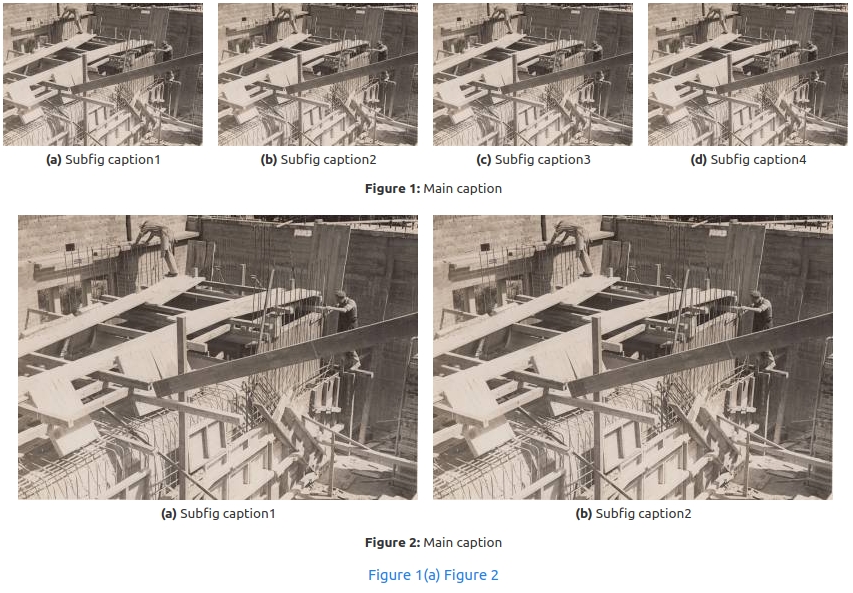 (a) Subfig caption1
(b) Subfig caption2
(c) Subfig caption3
(d) Subfig caption4
Figure 1: Main caption
(a) Subfig caption1
(b) Subfig caption2
Figure 2: Main caption
Figure 1(a) Figure 2